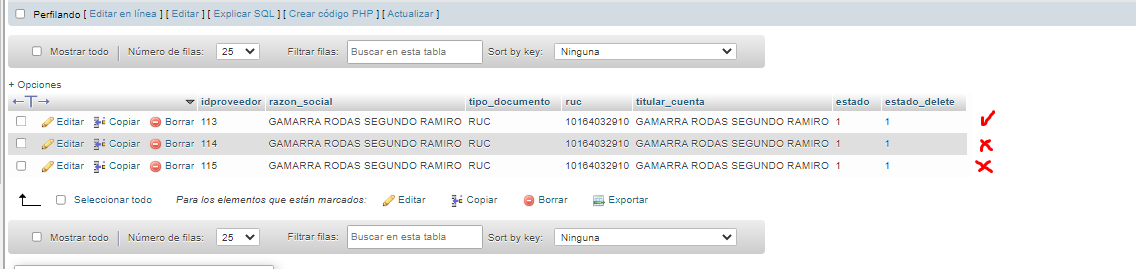 Perfilando [ Editar en línea ] [ Editar ] [ Explicar SQL ] [ Crear código PHP ] [ Actualizar ]
Mostrar todo Número de filas: 25 Filtrar filas: Buscar en esta tabla Sort by key: Ninguna
+ Opciones
←T→ idproveedor razon_social tipo_documento ruc titular_cuenta estado estado_delete
Editar Copiar Borrar 113 GAMARRA RODAS SEGUNDO RAMIRO RUC 10164032910 GAMARRA RODAS SEGUNDO RAMIRO 1 1
Editar Copiar Borrar 114 GAMARRA RODAS SEGUNDO RAMIRO RUC 10164032910 GAMARRA RODAS SEGUNDO RAMIRO 1 1
Editar Copiar Borrar 115 GAMARRA RODAS SEGUNDO RAMIRO RUC 10164032910 GAMARRA RODAS SEGUNDO RAMIRO 1 1
Seleccionar todo Para los elementos que están marcados: Editar Copiar Borrar Exportar
Mostrar todo Número de filas: 25 Filtrar filas: Buscar en esta tabla Sort by key: Ninguna